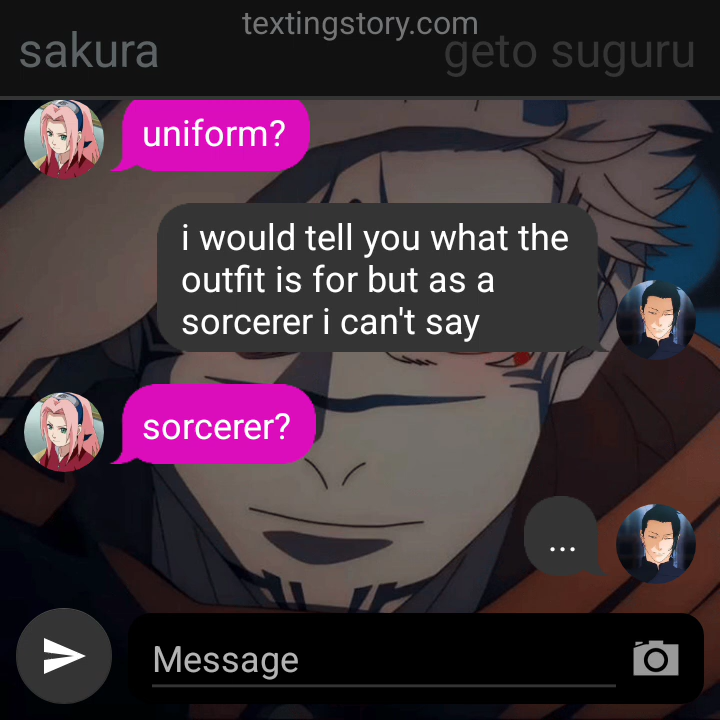 textingstory.com
sakura
geto suguru
uniform?
i would tell you what the
outfit is for but as a
sorcerer i can't say
sorcerer?
...
Message